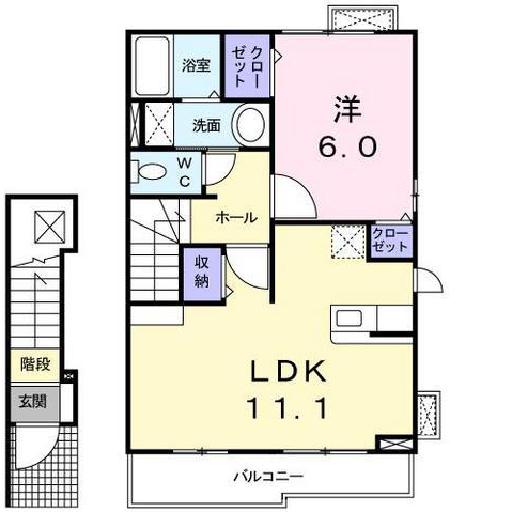 浴室
クロー
ゼット
洋
6.0
洗面
WC
ホール
クロー
ゼット
収納
階段
玄関
LDK
11.1
バルコニー